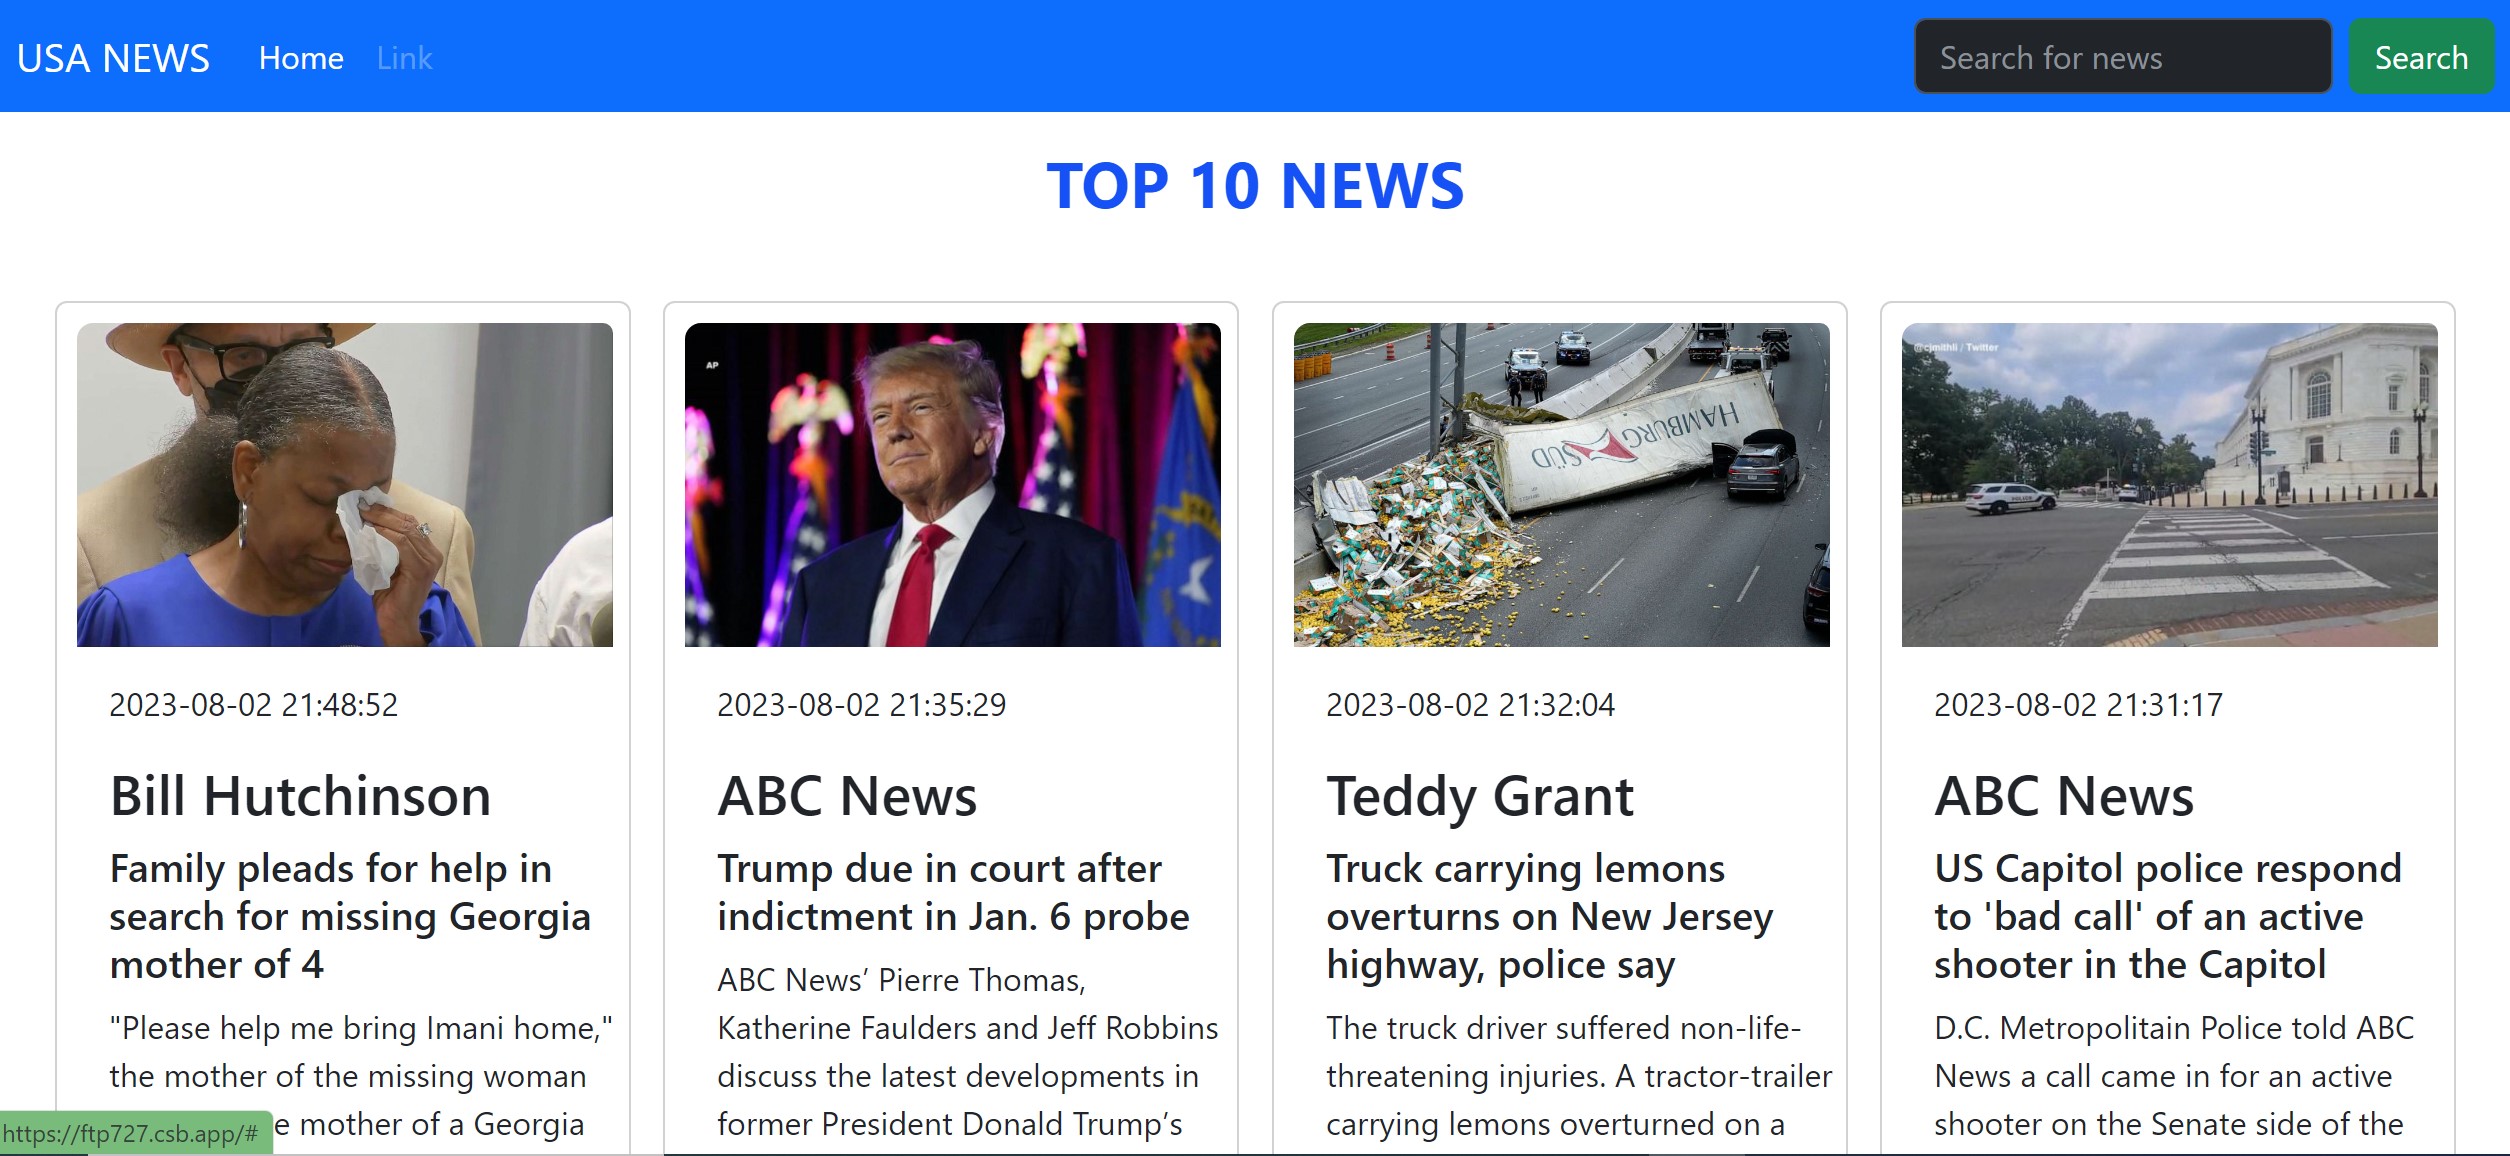 USA NEWS Home Link Search for news Search
TOP 10 NEWS
2023-08-02 21:48:52
Bill Hutchinson
Family pleads for help in
search for missing Georgia
mother of 4
"Please help me bring Imani home,"
the mother of the missing woman
e mother of a Georgia
AP
2023-08-02 21:35:29
ABC News
Trump due in court after
indictment in Jan. 6 probe
ABC News’ Pierre Thomas,
Katherine Faulders and Jeff Robbins
discuss the latest developments in
former President Donald Trump’s
HAMBURG SÜD
2023-08-02 21:32:04
Teddy Grant
Truck carrying lemons
overturns on New Jersey
highway, police say
The truck driver suffered non-life-
threatening injuries. A tractor-trailer
carrying lemons overturned on a
@cjmithli / Twitter
POLICE
2023-08-02 21:31:17
ABC News
US Capitol police respond
to 'bad call' of an active
shooter in the Capitol
D.C. Metropolitain Police told ABC
News a call came in for an active
shooter on the Senate side of the
https://ftp727.csb.app/#